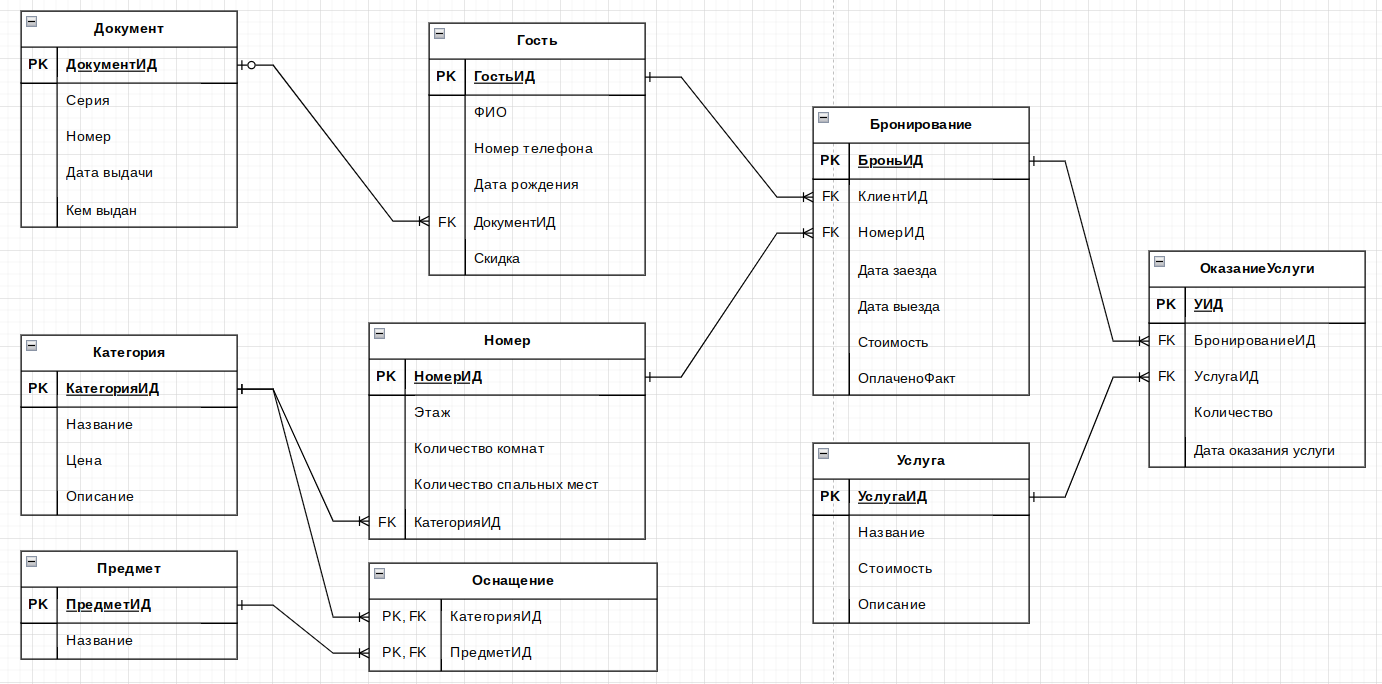 Документ
PK ДокументИД
Серия
Номер
Дата выдачи
Кем выдан
Гость
PK ГостьИД
ФИО
Номер телефона
Дата рождения
FK ДокументИД
Скидка
Бронирование
PK БроньИД
FK КлиентИД
FK НомерИД
Дата заезда
Дата выезда
Стоимость
ОплаченоФакт
ОказаниеУслуги
PK УИД
FK БронированиеИД
FK УслугаИД
Количество
Дата оказания услуги
Категория
PK КатегорияИД
Название
Цена
Описание
Номер
PK НомерИД
Этаж
Количество комнат
Количество спальных мест
FK КатегорияИД
Услуга
PK УслугаИД
Название
Стоимость
Описание
Предмет
PK ПредметИД
Название
Оснащение
PK, FK КатегорияИД
PK, FK ПредметИД